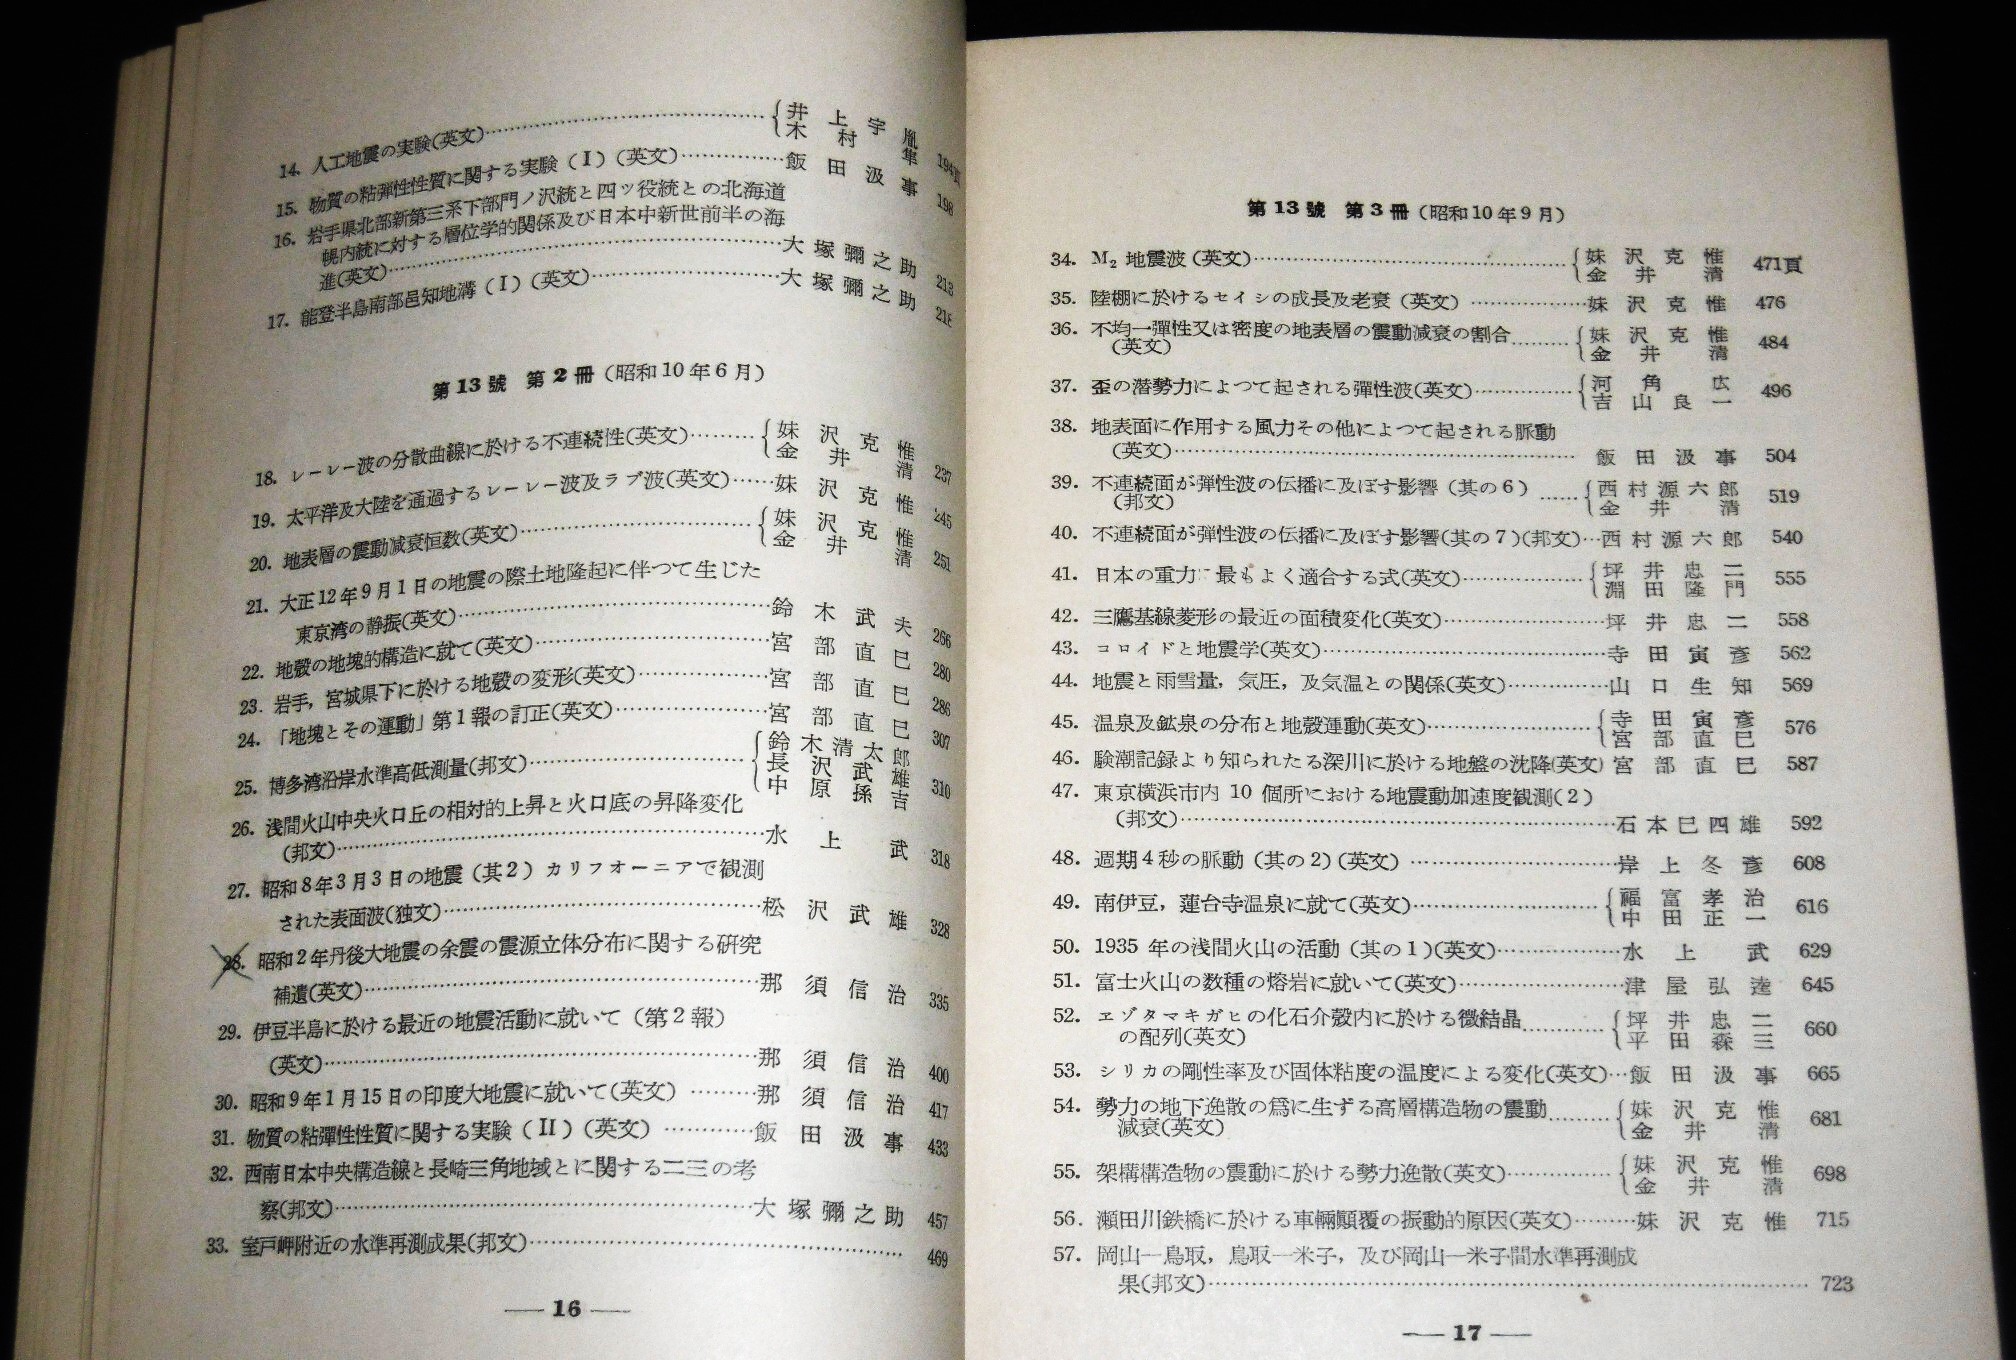 14. 人工地震の実験(英文)……{井上宇胤 木村隼 194頁
15. 物質の粘弾性性質に関する実験(I)(英文)……飯田汲事 198
16. 岩手県北部新第三系下部門ノ沢統と四ツ役統との北海道
幌内統に対する層位学的関係及び日本中新世前半の海
進(英文)……大塚彌之助 213
17. 能登半島南部邑知地溝(I)(英文)……大塚彌之助
第13號 第2冊(昭和10年6月)
18. レーレー波の分散曲線に於ける不連続性(英文)……{妹沢克惟 金井清 237
19. 太平洋及大陸を通過するレーレー波及ラブ波(英文)……妹沢克惟 245
20. 地表層の震動減衰恒数(英文)……{妹沢克惟 金井清 251
21. 大正12年9月1日の地震の際土地隆起に伴つて生じた
東京湾の静振(英文)……鈴木武夫 266
22. 地殻の地塊的構造に就て(英文)……宮部直巳 280
23. 岩手,宮城県下に於ける地殻の変形(英文)……宮部直巳 286
24. 「地塊とその運動」第1報の訂正(英文)……宮部直巳 307
25. 博多湾沿岸水準高低測量(邦文)……{鈴木清太郎 長沢武雄 中原孫吉 310
26. 浅間火山中央火口丘の相対的上昇と火口底の昇降変化
(邦文)……水上武 318
27. 昭和8年3月3日の地震(其2)カリフオーニアで観測
された表面波(独文)……松沢武雄 328
28. 昭和2年丹後大地震の余震の震源立体分布に関する研究
補遺(英文)……那須信治 335
29. 伊豆半島に於ける最近の地震活動に就いて(第2報)
(英文)……那須信治 400
30. 昭和9年1月15日の印度大地震に就いて(英文)……那須信治 417
31. 物質の粘彈性性質に関する実験(II)(英文)……飯田汲事 433
32. 西南日本中央構造線と長崎三角地域とに関する二三の考
察(邦文)……大塚彌之助 457
33. 室戸岬附近の水準再測成果(邦文)…… 469
— 16 —
第13號 第3冊(昭和10年9月)
34. M₂ 地震波(英文)……{妹沢克惟 金井清 471頁
35. 陸棚に於けるセイシの成長及老衰(英文)……妹沢克惟 476
36. 不均一彈性又は密度の地表層の震動減衰の割合
(英文)……{妹沢克惟 金井清 484
37. 歪の潜勢力によつて起される彈性波(英文)……{河角広 吉山良一 496
38. 地表面に作用する風力その他によつて起される脈動
(英文)……飯田汲事 504
39. 不連続面が弾性波の伝播に及ぼす影響(其の6)
(邦文)……{西村源六郎 金井清 519
40. 不連続面が弾性波の伝播に及ぼす影響(其の7)(邦文)…西村源六郎 540
41. 日本の重力に最もよく適合する式(英文)……{坪井忠二 淵田隆門 555
42. 三鷹基線菱形の最近の面積変化(英文)……坪井忠二 558
43. コロイドと地震学(英文)……寺田寅彦 562
44. 地震と雨雪量,気圧,及気温との関係(英文)……山口生知 569
45. 温泉及鉱泉の分布と地殻運動(英文)……{寺田寅彦 宮部直巳 576
46. 験潮記録より知られたる深川に於ける地盤の沈降(英文) 宮部直巳 587
47. 東京横浜市内 10 個所における地震動加速度観測(2)
(邦文)……石本巳四雄 592
48. 週期4秒の脈動(其の2)(英文)……岸上冬彦 608
49. 南伊豆,蓮台寺温泉に就て(英文)……{福富孝治 中田正一 616
50. 1935 年の浅間火山の活動(其の1)(英文)……水上武 629
51. 富士火山の数種の熔岩に就いて(英文)……津屋弘逵 645
52. エゾタマキガヒの化石介殻内に於ける微結晶
の配列(英文)……{坪井忠二 平田森三 660
53. シリカの剛性率及び固体粘度の温度による変化(英文)…飯田汲事 665
54. 勢力の地下逸散の爲に生ずる高層構造物の震動
減衰(英文)……{妹沢克惟 金井清 681
55. 架構構造物の震動に於ける勢力逸散(英文)……{妹沢克惟 金井清 698
56. 瀬田川鉄橋に於ける車輛顚覆の振動的原因(英文)……妹沢克惟 715
57. 岡山—鳥取,鳥取—米子,及び岡山—米子間水準再測成
果(邦文)…… 723
— 17 —